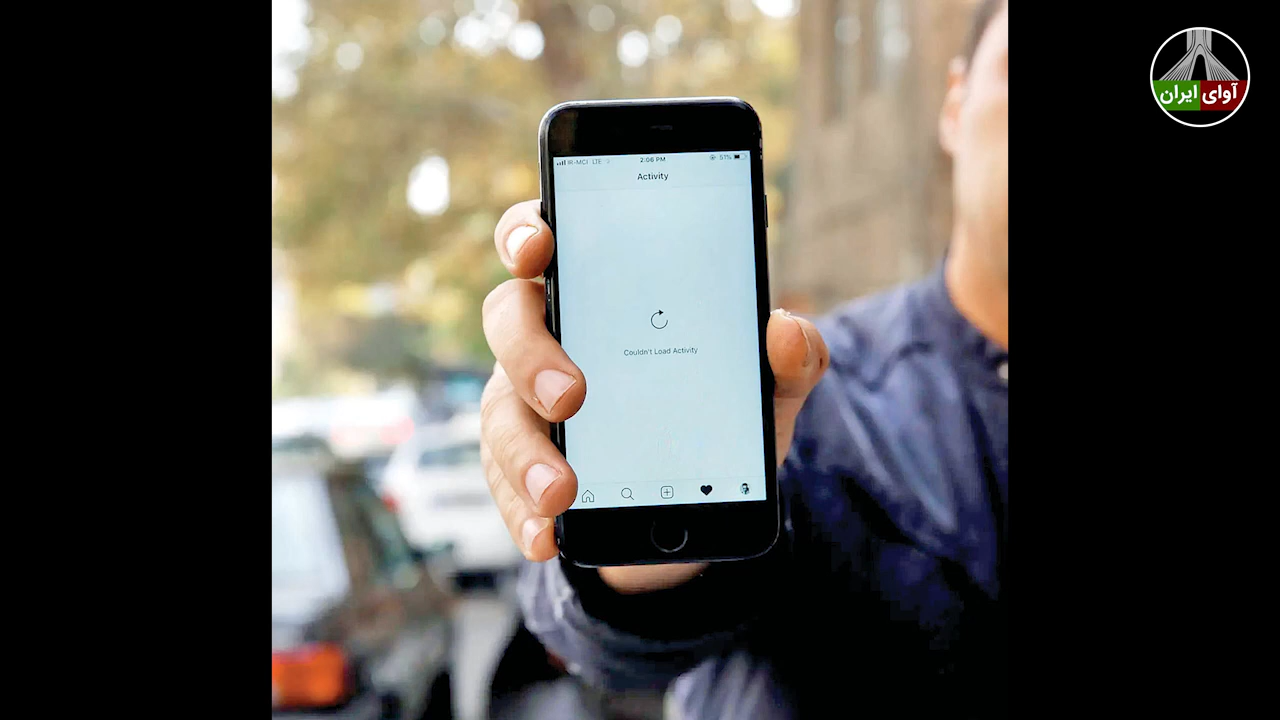 آوای ایران
IR-MCI LTE 2:06 PM 51%
Activity
Couldn't Load Activity